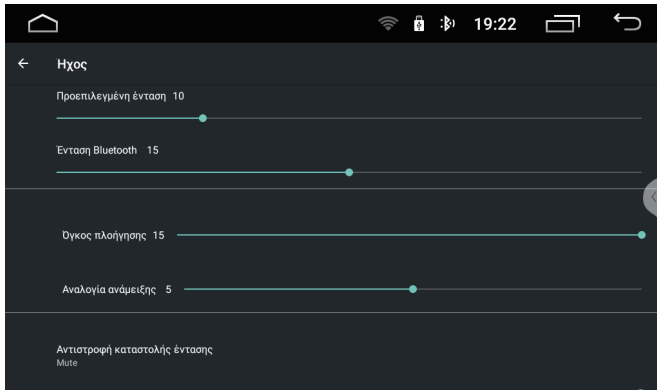 19:22
Ηχος
Προεπιλεγμένη ένταση 10
Ένταση Bluetooth 15
Όγκος πλοήγησης 15
Αναλογία ανάμειξης 5
Αντιστροφή καταστολής έντασης
Mute